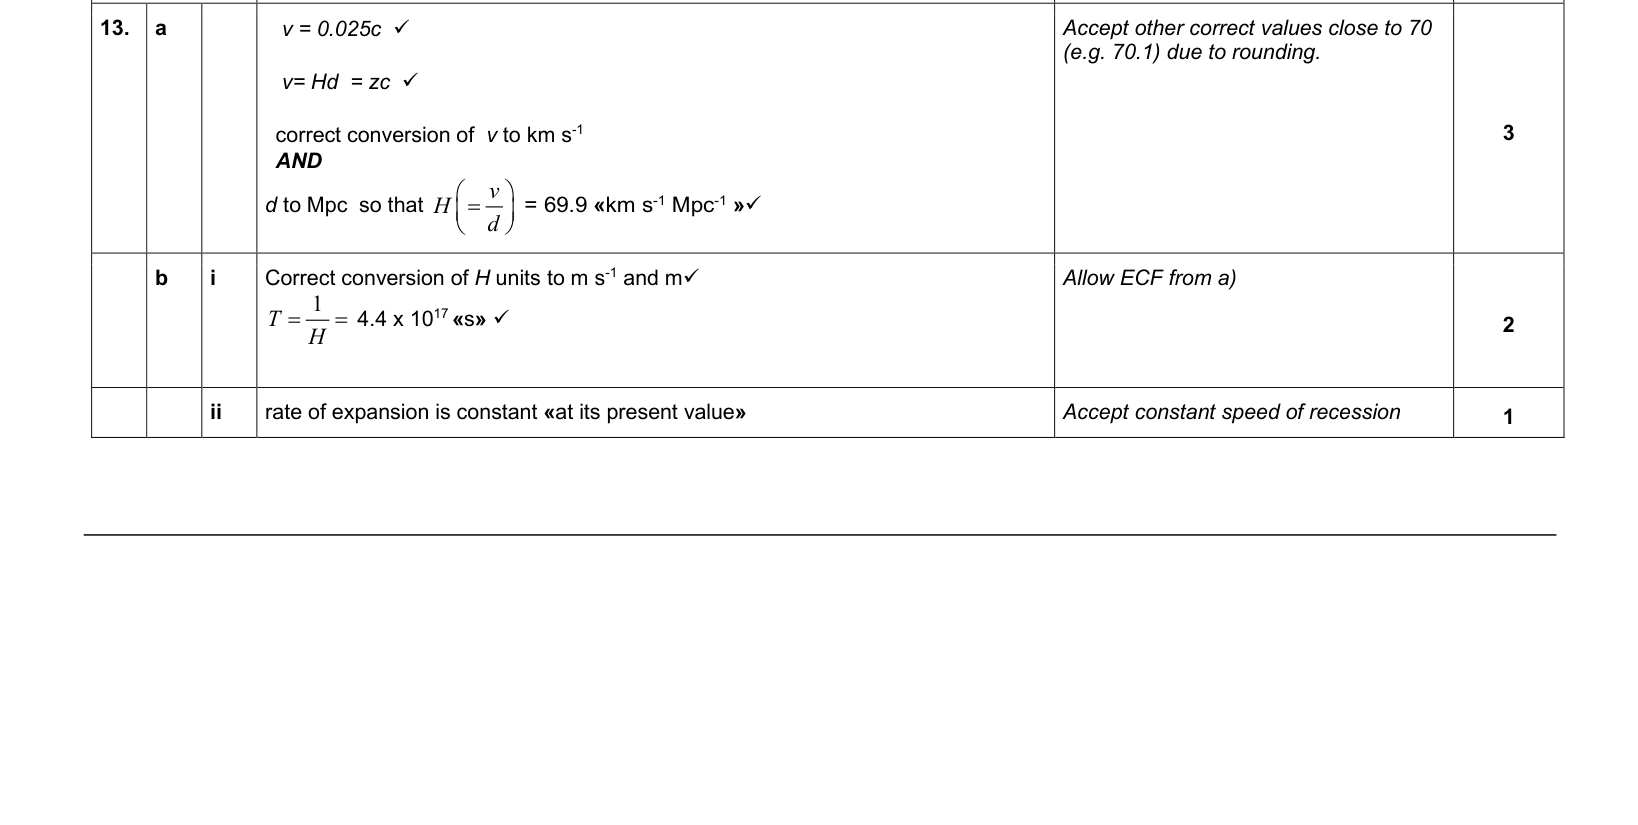 13. a v = 0.025c ✓ Accept other correct values close to 70
(e.g. 70.1) due to rounding.
v= Hd = zc ✓
correct conversion of v to km s⁻¹ 3
AND
d to Mpc so that H(= v/d) = 69.9 «km s⁻¹ Mpc⁻¹ »✓
b i Correct conversion of H units to m s⁻¹ and m✓ Allow ECF from a)
T = 1/H = 4.4 x 10¹⁷ «s» ✓ 2
ii rate of expansion is constant «at its present value» Accept constant speed of recession 1